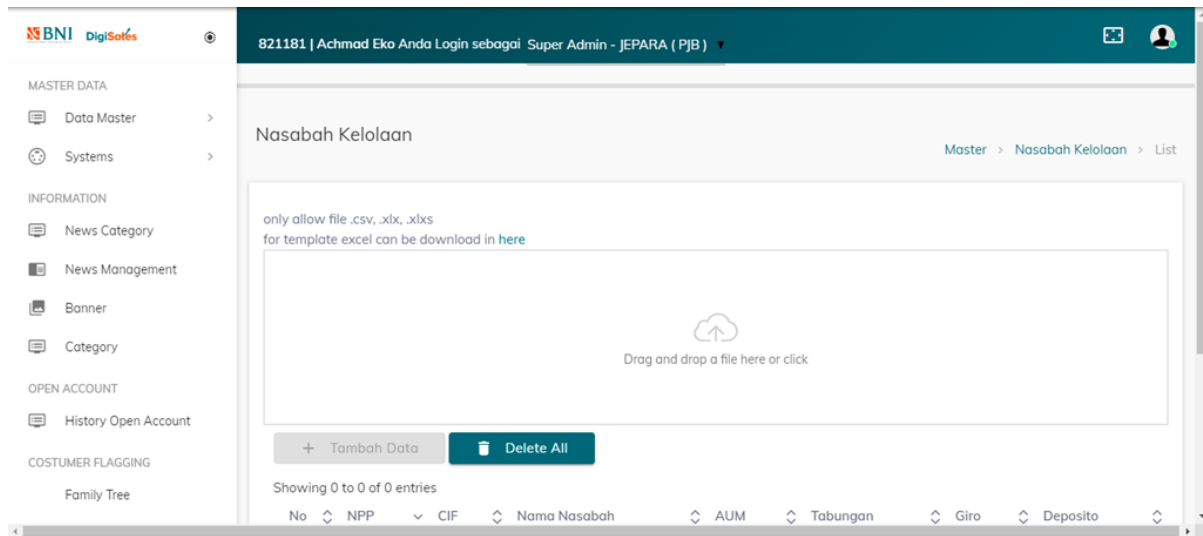 BNI DigiSales
821181 | Achmad Eko Anda Login sebagai Super Admin - JEPARA ( PJB )
MASTER DATA
Data Master
Systems
INFORMATION
News Category
News Management
Banner
Category
OPEN ACCOUNT
History Open Account
COSTUMER FLAGGING
Family Tree
Nasabah Kelolaan
Master > Nasabah Kelolaan > List
only allow file .csv, .xlx, .xlxs
for template excel can be download in here
Drag and drop a file here or click
+ Tambah Data
Delete All
Showing 0 to 0 of 0 entries
No NPP CIF Nama Nasabah AUM Tabungan Giro Deposito